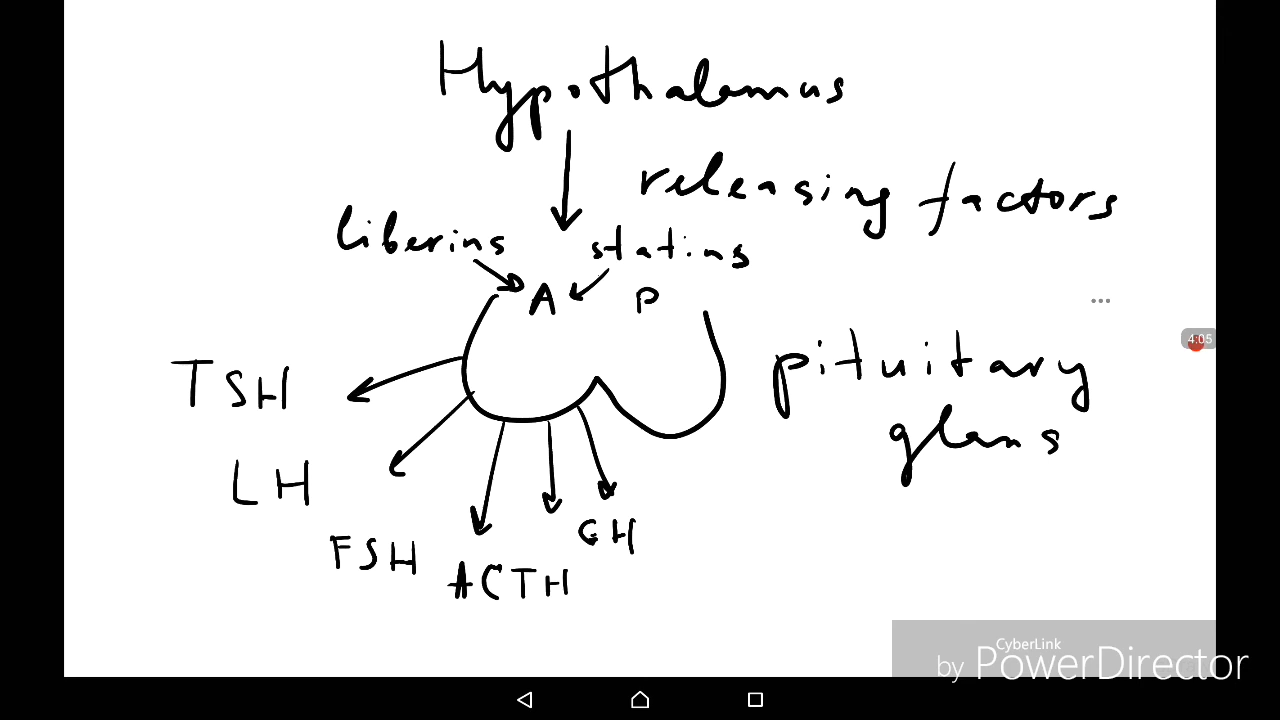 Hypothalamus
releasing factors
liberins statins
A P
4:05
TSH
pituitary
glans
LH
GH
FSH
ACTH
CyberLink
by PowerDirector